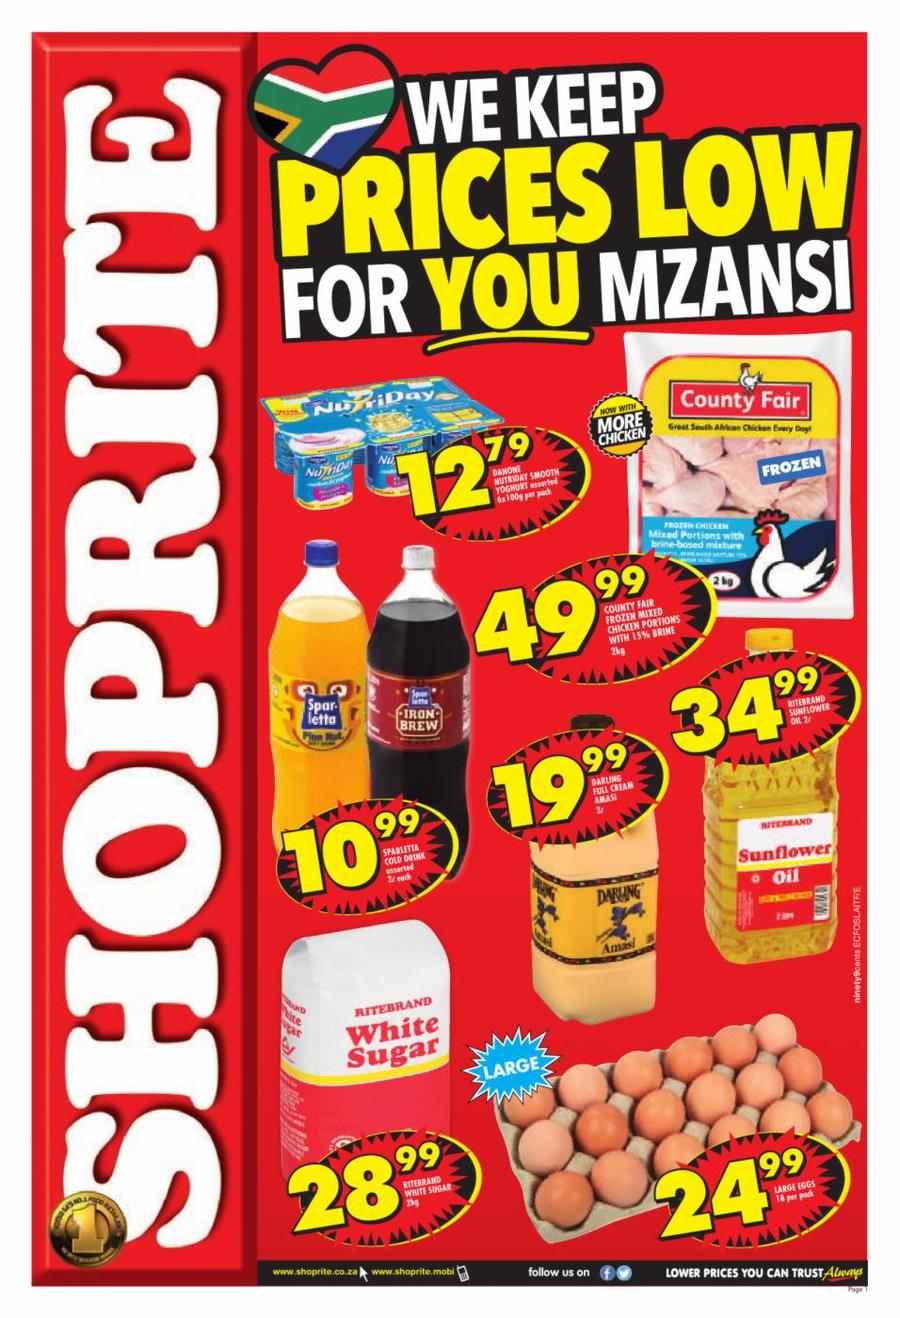 SHOPRITE
WE KEEP
PRICES LOW
FOR YOU MZANSI
NutriDay
NutriDay
12 79
DANONE
NUTRIDAY SMOOTH
YOGHURT assorted
6x100g per pack
NOW WITH
MORE
CHICKEN
County Fair
Great South African Chicken Every Day!
FROZEN
FROZEN CHICKEN
Mixed Portions with
brine-based mixture
2 kg
49 99
COUNTY FAIR
FROZEN MIXED
CHICKEN PORTIONS
WITH 15% BRINE
2kg
Spar-
letta
Pine Nut
Spar-
letta
IRON
BREW
10 99
SPARLETTA
COLD DRINK
assorted
2ℓ each
34 99
RITEBRAND
SUNFLOWER
OIL 2ℓ
RITEBRAND
Sunflower
Oil
19 99
DARLING
FULL CREAM
AMASI
2ℓ
DARLING
Amasi
Amasi
ninety9cents ECFOSLAITF/E
RITEBRAND
White
Sugar
28 99
RITEBRAND
WHITE SUGAR
2kg
LARGE
24 99
LARGE EGGS
18 per pack
www.shoprite.co.za www.shoprite.mobi follow us on LOWER PRICES YOU CAN TRUST Always
Page 1